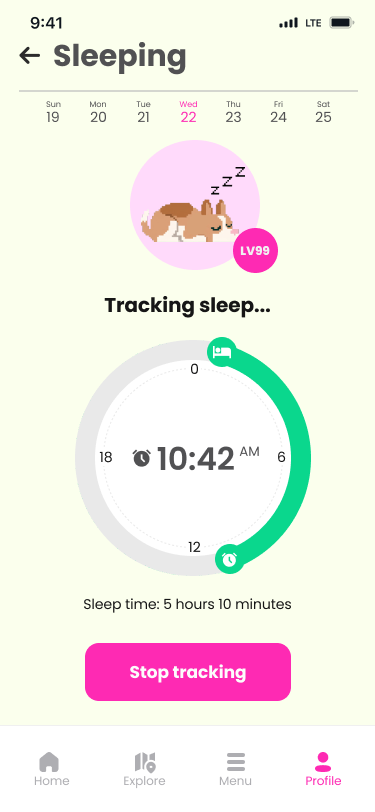 9:41 LTE
Sleeping
Sun Mon Tue Wed Thu Fri Sat
19 20 21 22 23 24 25
z z z
LV99
Tracking sleep...
0
18 10:42 AM 6
12
Sleep time: 5 hours 10 minutes
Stop tracking
Home Explore Menu Profile